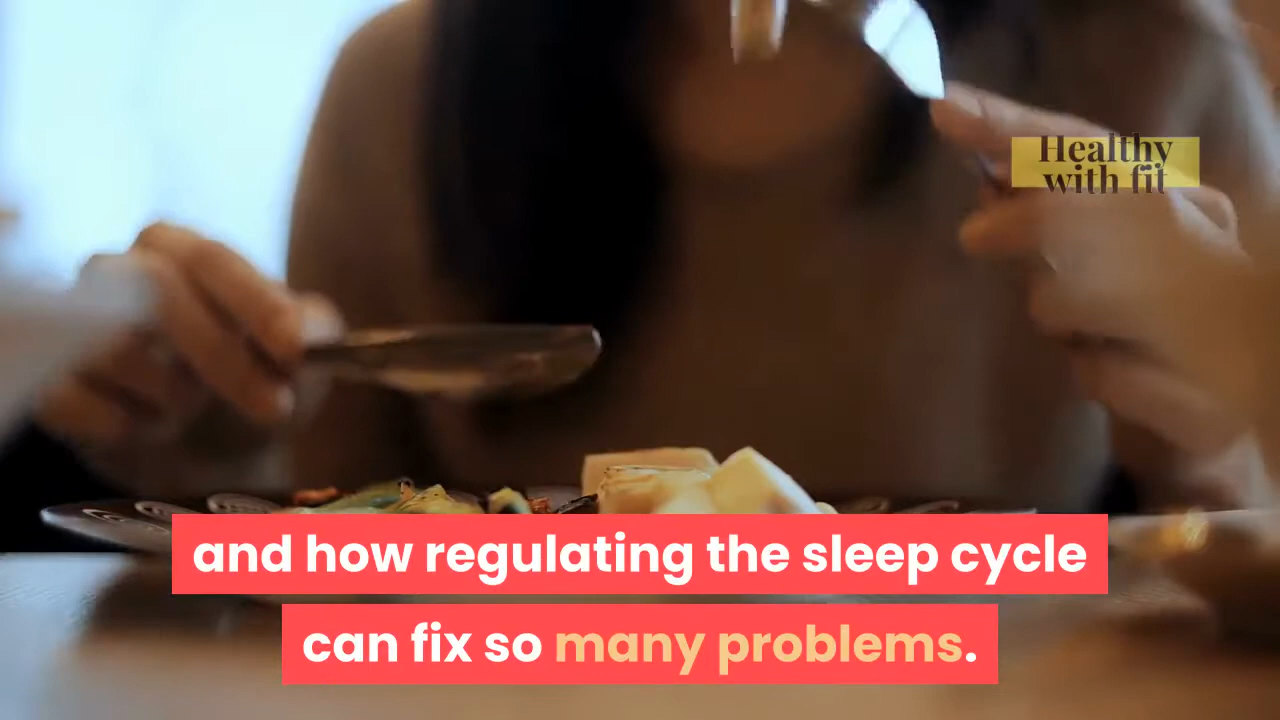 Healthy
with fit
and how regulating the sleep cycle
can fix so many problems.